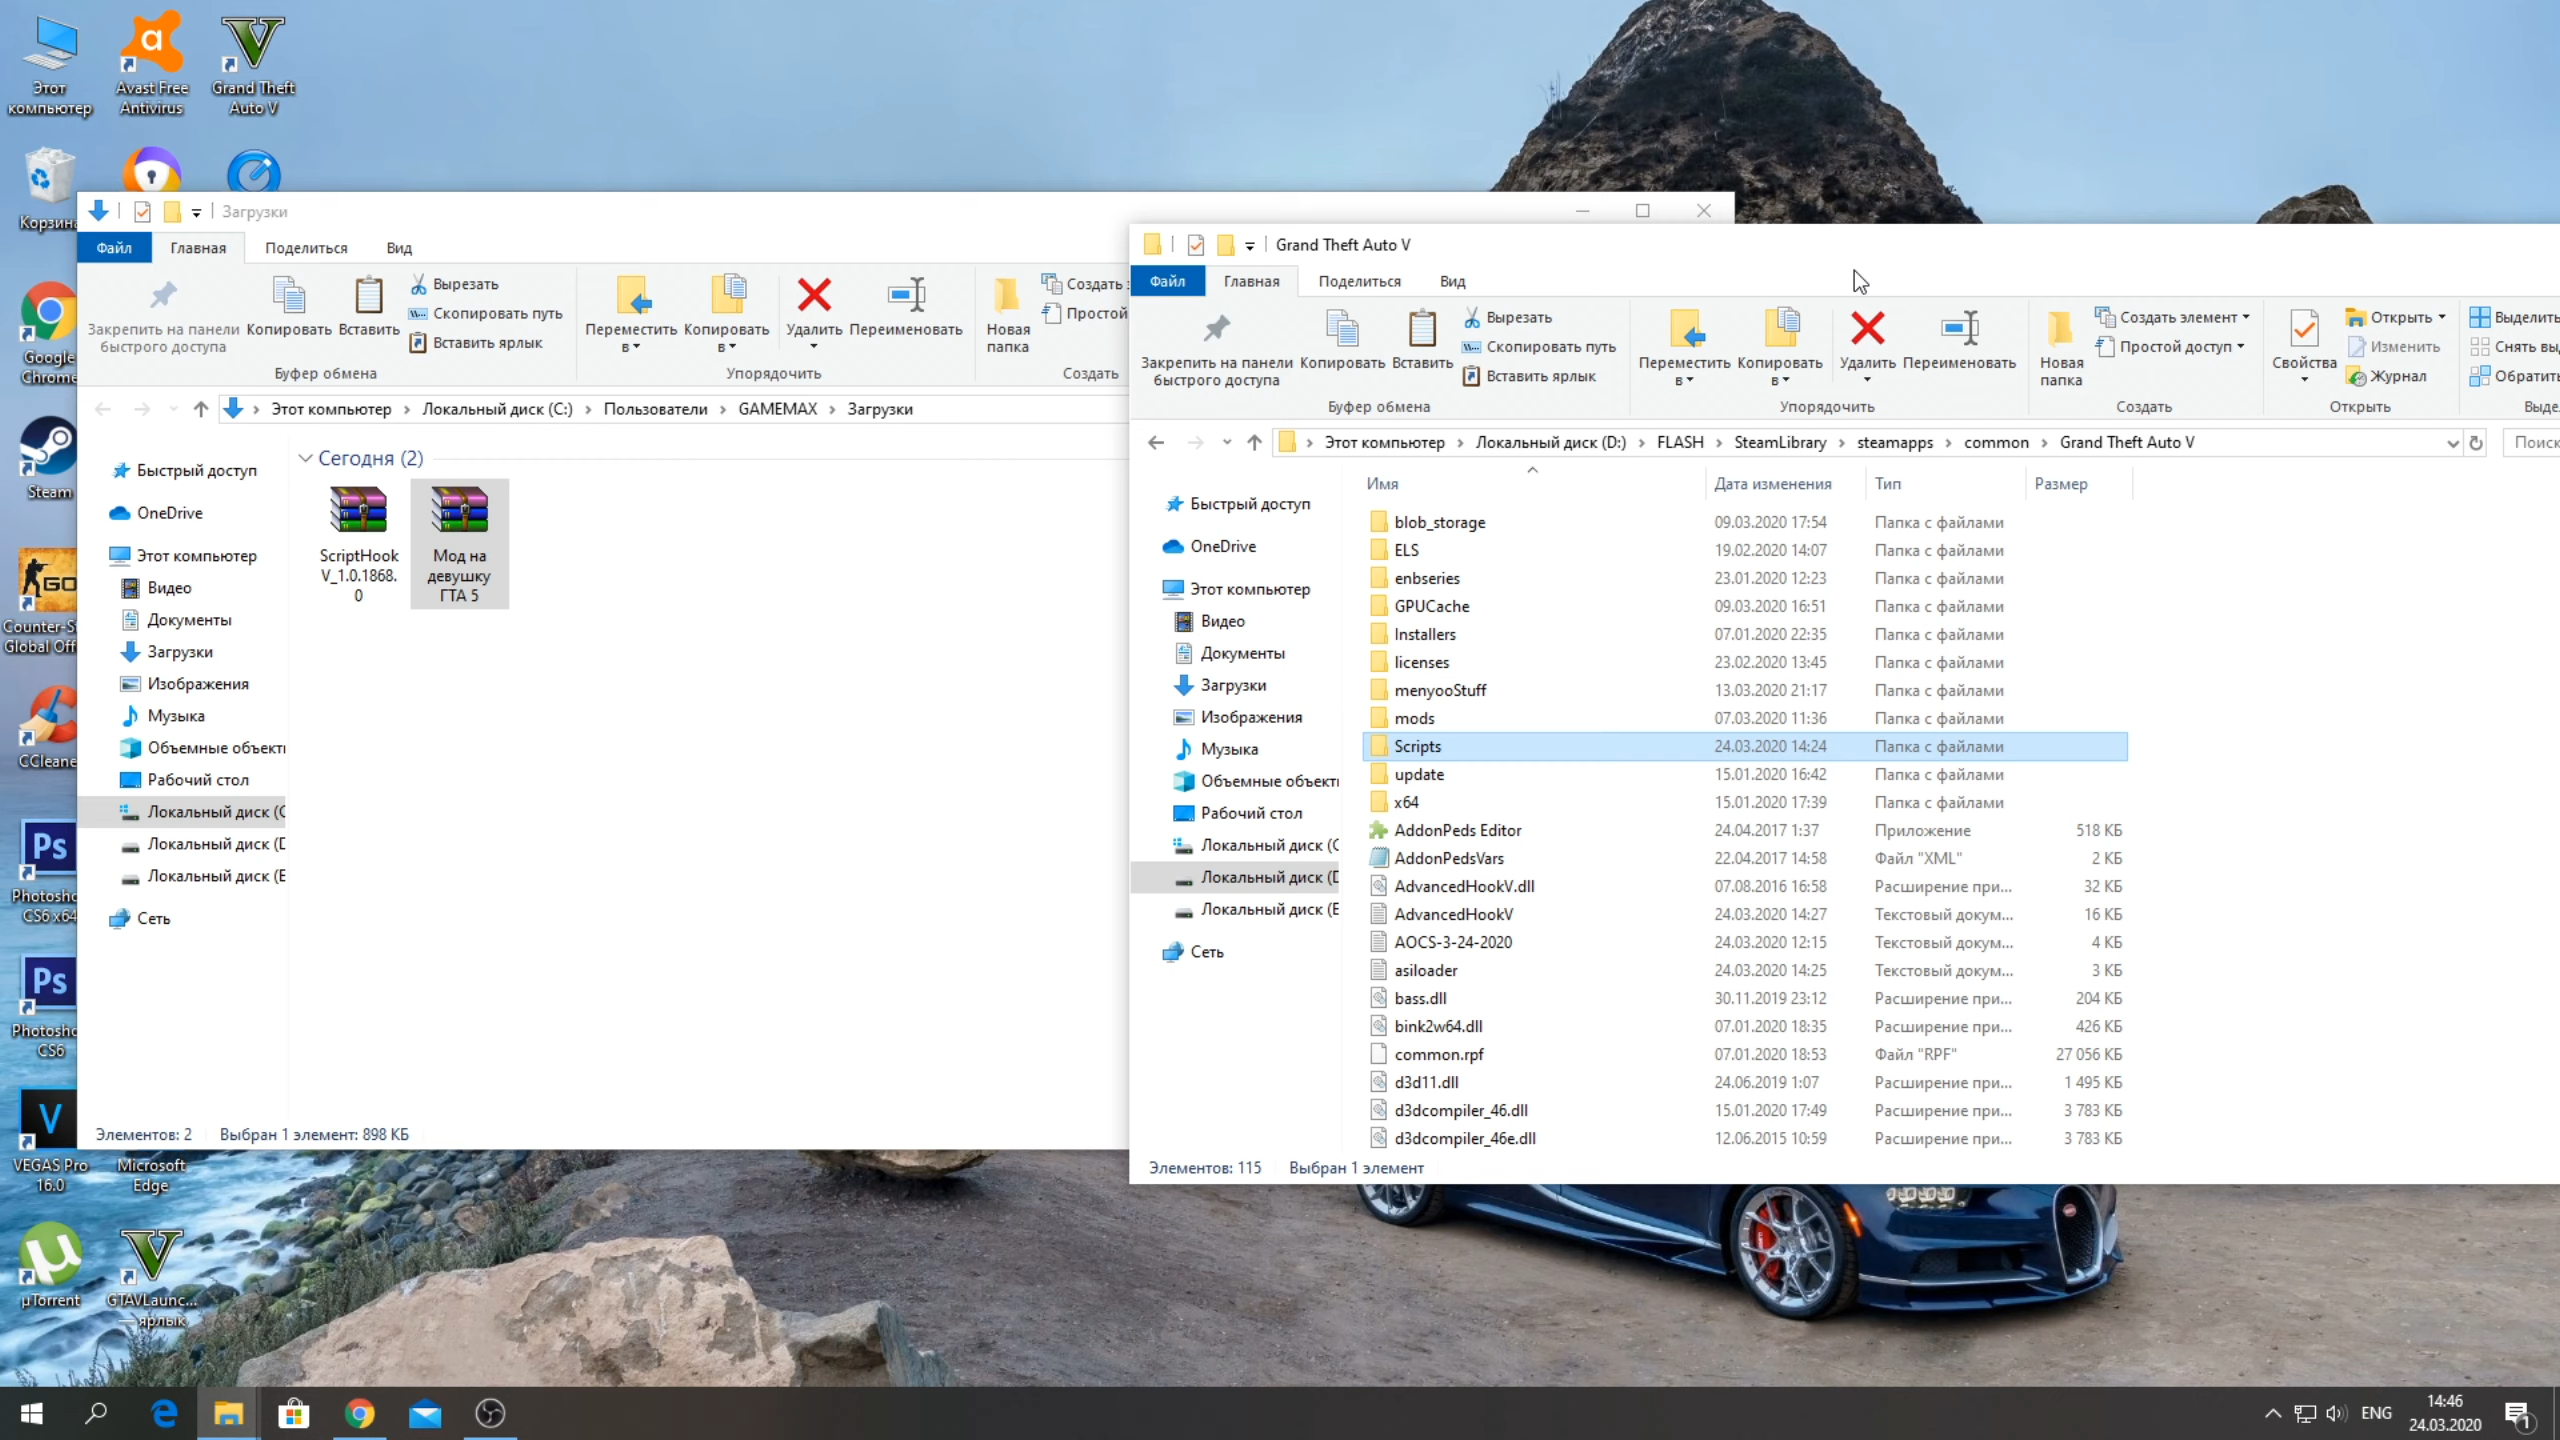 Этот
компьютер
Avast Free
Antivirus
Grand Theft
Auto V
Корзина
Google
Chrome
Steam
Global Off
CCleane
Ps
Photosho
CS6 x64
Ps
Photosho
CS6
VEGAS Pro
16.0
Microsoft
Edge
µTorrent
GTAVLaunc...
— ярлык
Загрузки
Файл
Главная
Поделиться
Вид
Закрепить на панели
быстрого доступа
Копировать
Вставить
Вырезать
Скопировать путь
Вставить ярлык
Буфер обмена
Переместить
в
Копировать
в
Удалить
Переименовать
Упорядочить
Новая
папка
Создать
Простой
Создать
Этот компьютер
Локальный диск (C:)
Пользователи
GAMEMAX
Загрузки
Быстрый доступ
OneDrive
Этот компьютер
Видео
Документы
Загрузки
Изображения
Музыка
Объемные объект
Рабочий стол
Локальный диск (C
Локальный диск (D
Локальный диск (E
Сеть
Сегодня (2)
ScriptHook
V_1.0.1868.
0
Мод на
девушку
ГТА 5
Элементов: 2 Выбран 1 элемент: 898 КБ
Grand Theft Auto V
Файл
Главная
Поделиться
Вид
Закрепить на панели
быстрого доступа
Копировать
Вставить
Вырезать
Скопировать путь
Вставить ярлык
Буфер обмена
Переместить
в
Копировать
в
Удалить
Переименовать
Упорядочить
Новая
папка
Создать элемент
Простой доступ
Создать
Свойства
Открыть
Изменить
Журнал
Открыть
Выделить
Снять вы
Обратить
Выде
Этот компьютер
Локальный диск (D:)
FLASH
SteamLibrary
steamapps
common
Grand Theft Auto V
Поиск
Быстрый доступ
OneDrive
Этот компьютер
Видео
Документы
Загрузки
Изображения
Музыка
Объемные объект
Рабочий стол
Локальный диск (C
Локальный диск (D
Локальный диск (E
Сеть
Имя Дата изменения Тип Размер
blob_storage 09.03.2020 17:54 Папка с файлами
ELS 19.02.2020 14:07 Папка с файлами
enbseries 23.01.2020 12:23 Папка с файлами
GPUCache 09.03.2020 16:51 Папка с файлами
Installers 07.01.2020 22:35 Папка с файлами
licenses 23.02.2020 13:45 Папка с файлами
menyooStuff 13.03.2020 21:17 Папка с файлами
mods 07.03.2020 11:36 Папка с файлами
Scripts 24.03.2020 14:24 Папка с файлами
update 15.01.2020 16:42 Папка с файлами
x64 15.01.2020 17:39 Папка с файлами
AddonPeds Editor 24.04.2017 1:37 Приложение 518 КБ
AddonPedsVars 22.04.2017 14:58 Файл "XML" 2 КБ
AdvancedHookV.dll 07.08.2016 16:58 Расширение при... 32 КБ
AdvancedHookV 24.03.2020 14:27 Текстовый докум... 16 КБ
AOCS-3-24-2020 24.03.2020 12:15 Текстовый докум... 4 КБ
asiloader 24.03.2020 14:25 Текстовый докум... 3 КБ
bass.dll 30.11.2019 23:12 Расширение при... 204 КБ
bink2w64.dll 07.01.2020 18:35 Расширение при... 426 КБ
common.rpf 07.01.2020 18:53 Файл "RPF" 27 056 КБ
d3d11.dll 24.06.2019 1:07 Расширение при... 1 495 КБ
d3dcompiler_46.dll 15.01.2020 17:49 Расширение при... 3 783 КБ
d3dcompiler_46e.dll 12.06.2015 10:59 Расширение при... 3 783 КБ
Элементов: 115 Выбран 1 элемент
ENG
14:46
24.03.2020
1